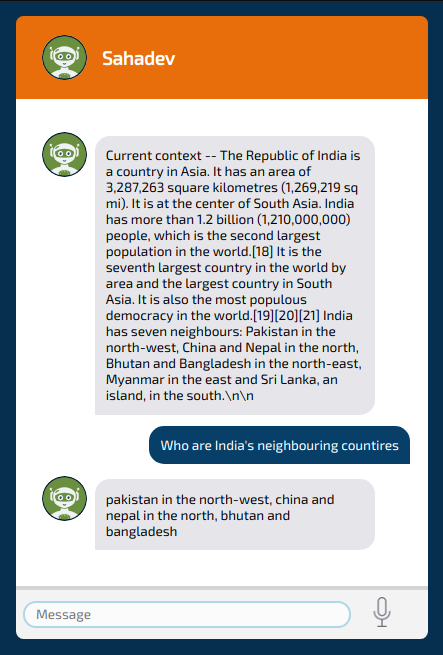 Sahadev
Current context -- The Republic of India is
a country in Asia. It has an area of
3,287,263 square kilometres (1,269,219 sq
mi). It is at the center of South Asia. India
has more than 1.2 billion (1,210,000,000)
people, which is the second largest
population in the world.[18] It is the
seventh largest country in the world by
area and the largest country in South
Asia. It is also the most populous
democracy in the world.[19][20][21] India
has seven neighbours: Pakistan in the
north-west, China and Nepal in the north,
Bhutan and Bangladesh in the north-east,
Myanmar in the east and Sri Lanka, an
island, in the south.\n\n
Who are India's neighbouring countires
pakistan in the north-west, china and
nepal in the north, bhutan and
bangladesh
Message